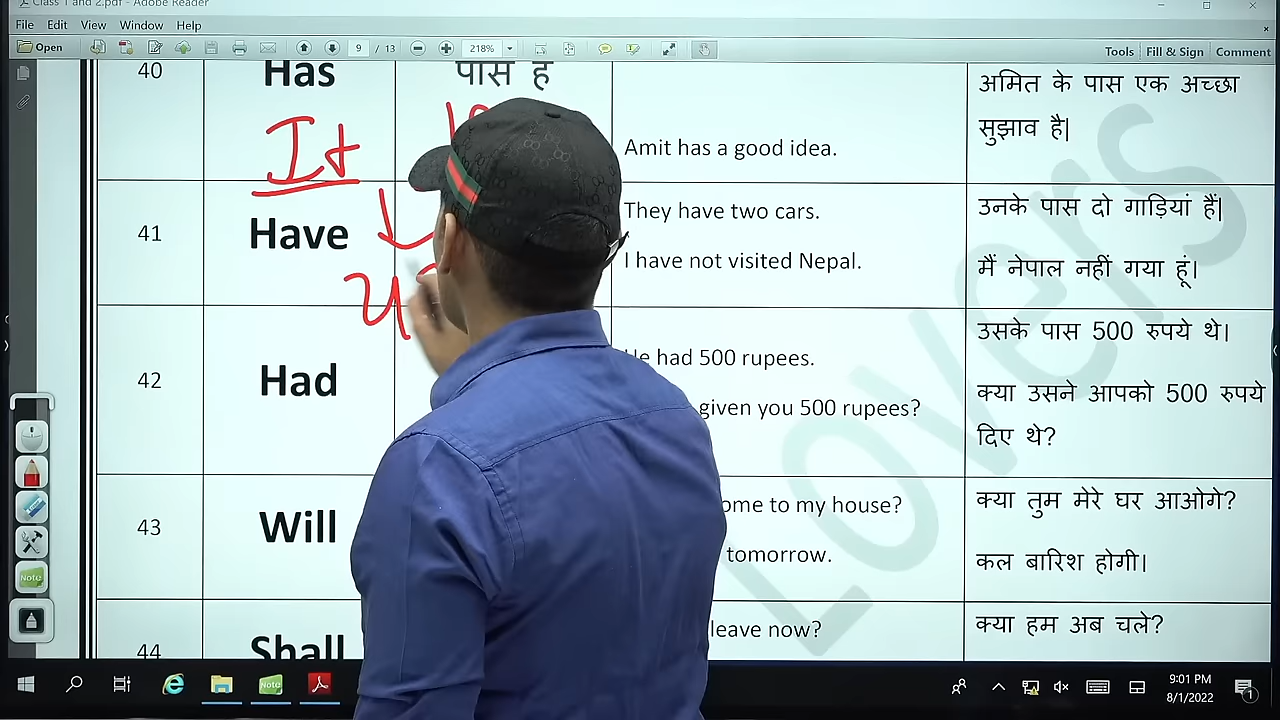 Class 1 and 2.pdf - Adobe Reader
File Edit View Window Help
Open 9 / 13 218% Tools Fill & Sign Comment
40 Has पास है Amit has a good idea. अमित के पास एक अच्छा
सुझाव है|
It
41 Have They have two cars. उनके पास दो गाड़ियां हैं|
I have not visited Nepal. मैं नेपाल नहीं गया हूं|
42 Had He had 500 rupees. उसके पास 500 रुपये थे|
given you 500 rupees? क्या उसने आपको 500 रुपये
दिए थे?
43 Will to my house? क्या तुम मेरे घर आओगे?
tomorrow. कल बारिश होगी|
44 Shall leave now? क्या हम अब चले?
Lovers
Note
Note
9:01 PM
8/1/2022
1